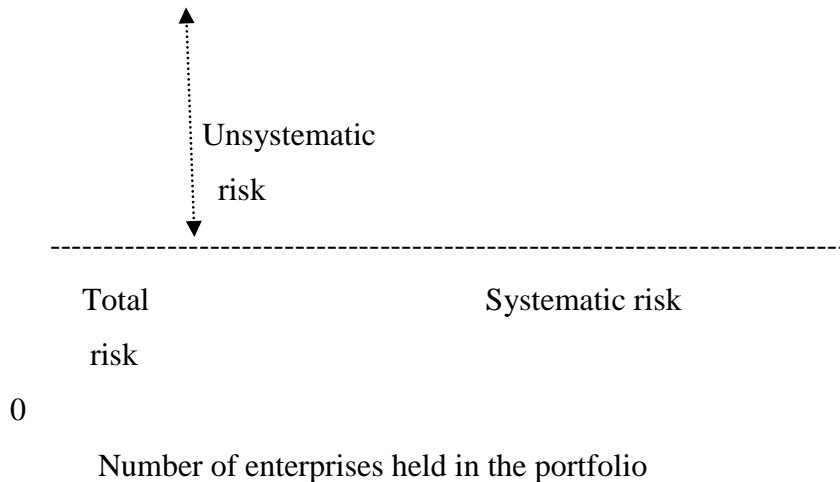 Unsystematic
risk
Total
Systematic risk
risk
0
Number of enterprises held in the portfolio